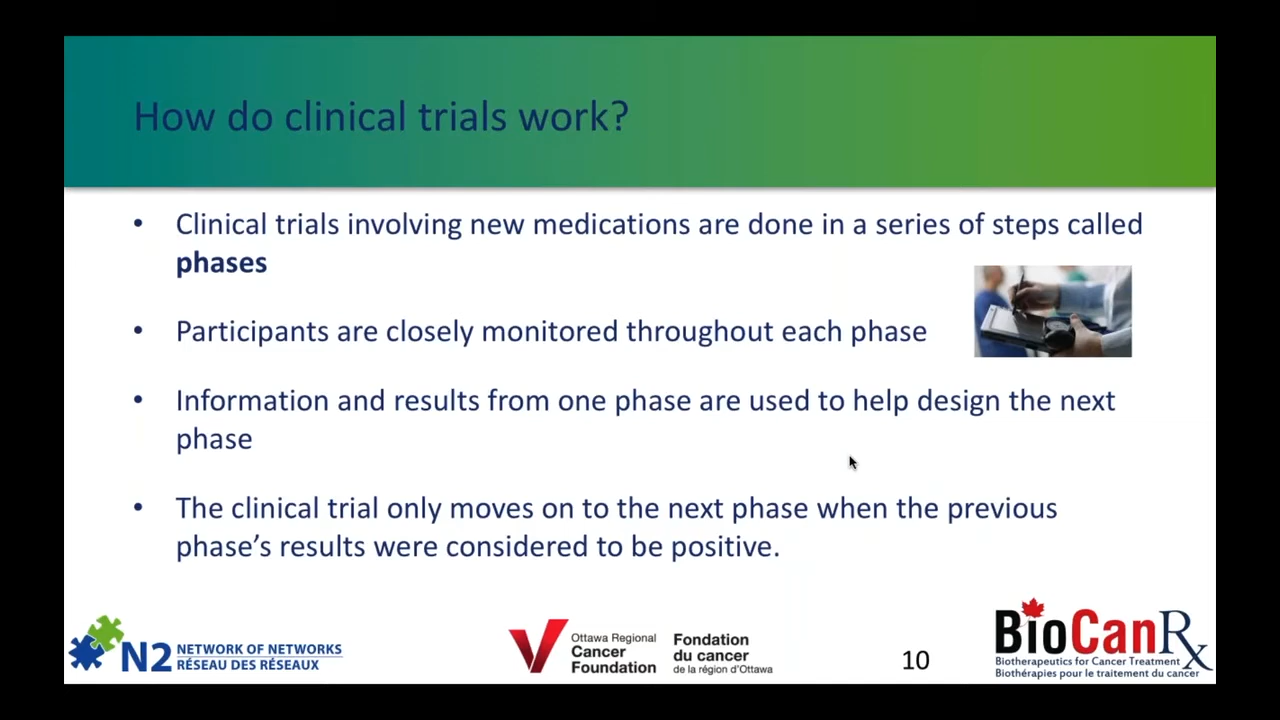 How do clinical trials work?
• Clinical trials involving new medications are done in a series of steps called
phases
• Participants are closely monitored throughout each phase
• Information and results from one phase are used to help design the next
phase
• The clinical trial only moves on to the next phase when the previous
phase’s results were considered to be positive.
N2 NETWORK OF NETWORKS
RÉSEAU DES RÉSEAUX
Ottawa Regional
Cancer
Foundation
Fondation
du cancer
de la région d'Ottawa
10
BioCanRx
Biotherapeutics for Cancer Treatment
Biothérapies pour le traitement du cancer